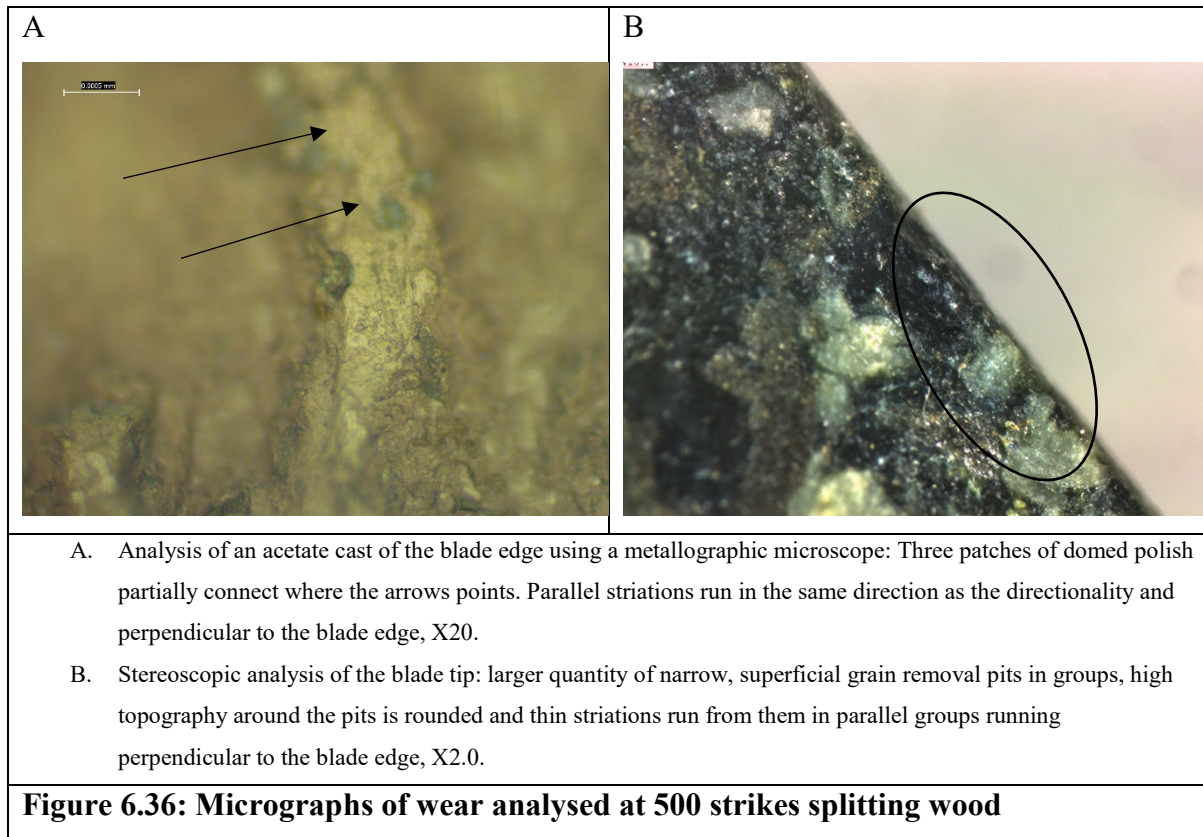 A
B
0.0005 mm
A. Analysis of an acetate cast of the blade edge using a metallographic microscope: Three patches of domed polish
partially connect where the arrows points. Parallel striations run in the same direction as the directionality and
perpendicular to the blade edge, X20.
B. Stereoscopic analysis of the blade tip: larger quantity of narrow, superficial grain removal pits in groups, high
topography around the pits is rounded and thin striations run from them in parallel groups running
perpendicular to the blade edge, X2.0.
Figure 6.36: Micrographs of wear analysed at 500 strikes splitting wood